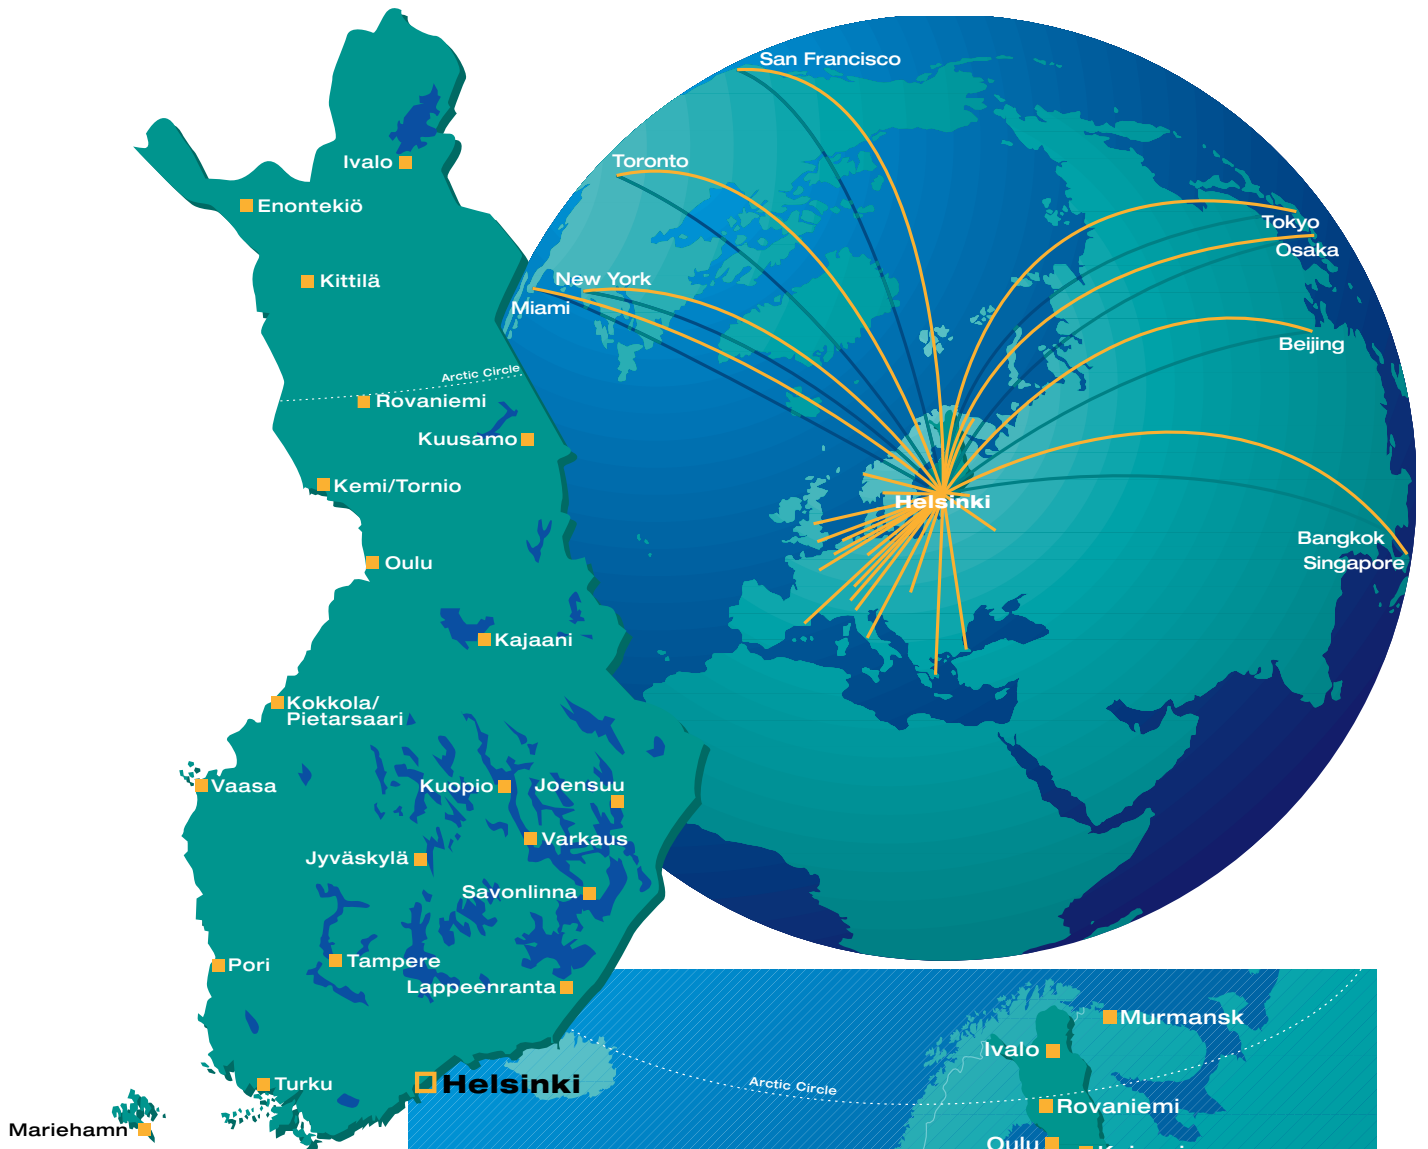 San Francisco
Toronto
New York
Miami
Tokyo
Osaka
Beijing
Helsinki
Bangkok
Singapore
Ivalo
Enontekiö
Kittilä
Arctic Circle
Rovaniemi
Kuusamo
Kemi/Tornio
Oulu
Kajaani
Kokkola/
Pietarsaari
Vaasa
Kuopio
Joensuu
Varkaus
Jyväskylä
Savonlinna
Pori
Tampere
Lappeenranta
Turku
Helsinki
Mariehamn
Murmansk
Ivalo
Arctic Circle
Rovaniemi
Oulu